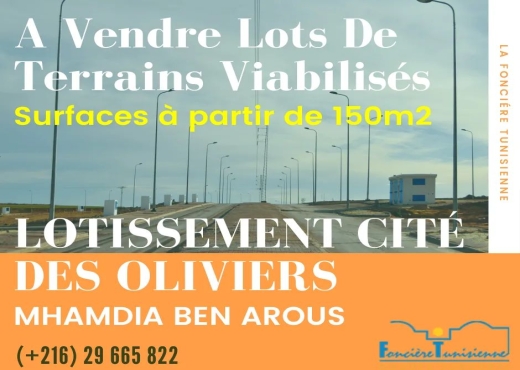 A Vendre Lots De
Terrains Viabilisés
Surfaces à partir de 150m2
LA FONCIÈRE TUNISIENNE
LOTISSEMENT CITÉ
DES OLIVIERS
MHAMDIA BEN AROUS
(+216) 29 665 822
Foncière Tunisienne